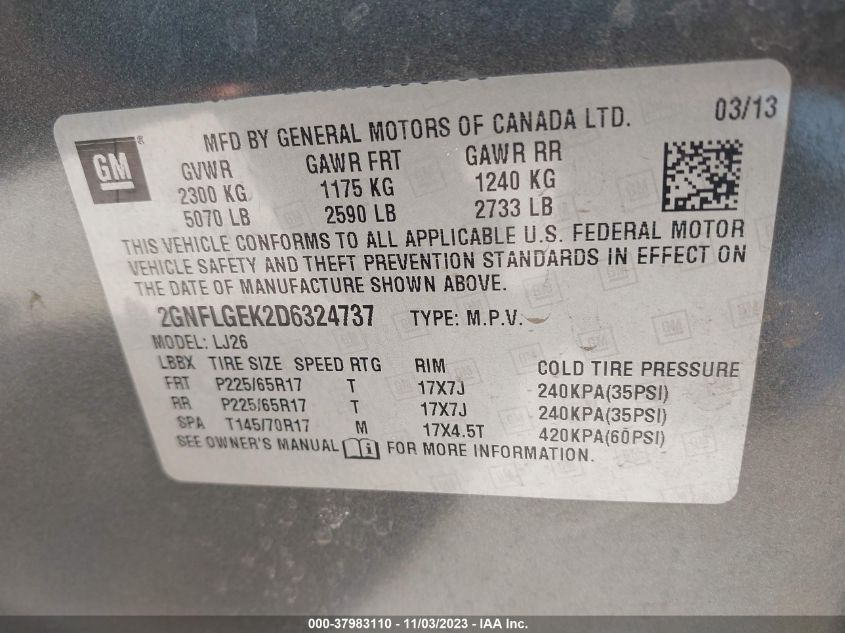 GM ®
MFD BY GENERAL MOTORS OF CANADA LTD. 03/13
GVWR GAWR FRT GAWR RR
2300 KG 1175 KG 1240 KG
5070 LB 2590 LB 2733 LB
THIS VEHICLE CONFORMS TO ALL APPLICABLE U.S. FEDERAL MOTOR
VEHICLE SAFETY AND THEFT PREVENTION STANDARDS IN EFFECT ON
THE DATE OF MANUFACTURE SHOWN ABOVE.
2GNFLGEK2D6324737 TYPE: M.P.V.
MODEL: LJ26
LBBX TIRE SIZE SPEED RTG RIM COLD TIRE PRESSURE
FRT P225/65R17 T 17X7J 240KPA(35PSI)
RR P225/65R17 T 17X7J 240KPA(35PSI)
SPA T145/70R17 M 17X4.5T 420KPA(60PSI)
SEE OWNER'S MANUAL FOR MORE INFORMATION.
000-37983110 - 11/03/2023 - IAA Inc.